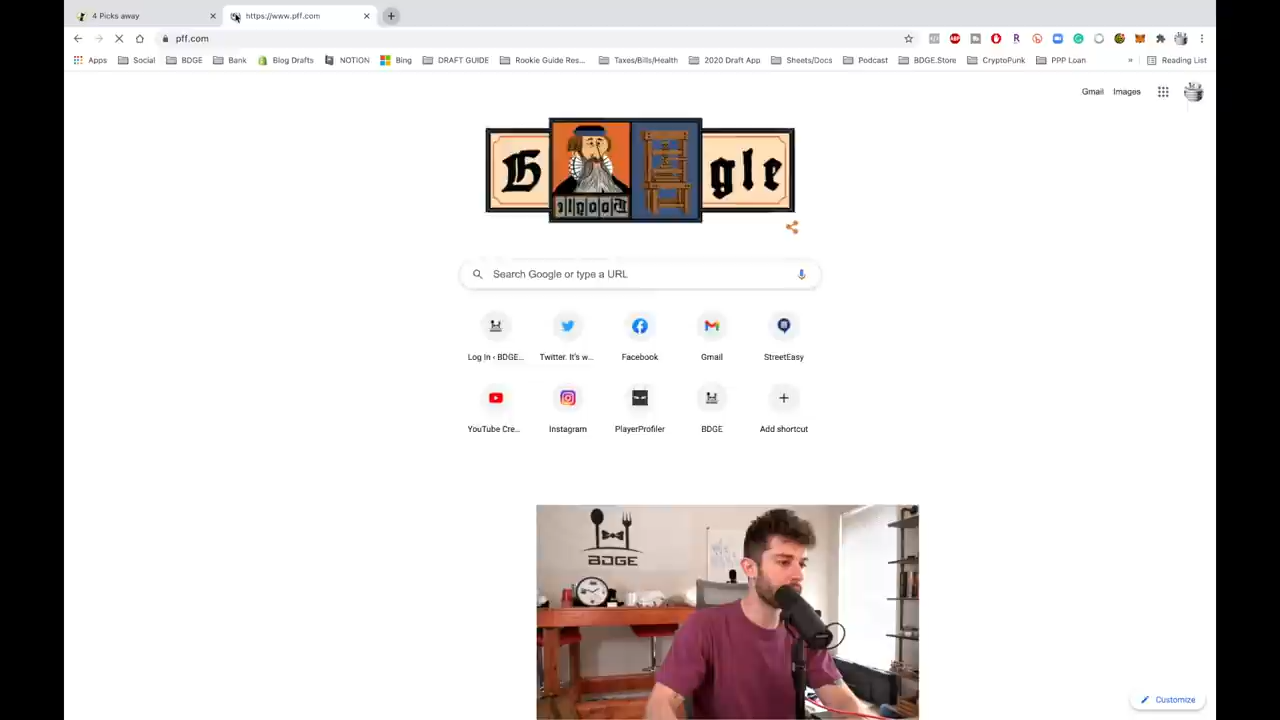 4 Picks away
https://www.pff.com
pff.com
Apps Social BDGE Bank Blog Drafts NOTION Bing DRAFT GUIDE Rookie Guide Res... Taxes/Bills/Health 2020 Draft App Sheets/Docs Podcast BDGE.Store CryptoPunk PPP Loan » Reading List
Gmail Images
G gle
Google
Search Google or type a URL
Log In ‹ BDGE... Twitter. It's w... Facebook Gmail StreetEasy
YouTube Cre... Instagram PlayerProfiler BDGE Add shortcut
BDGE
Customize